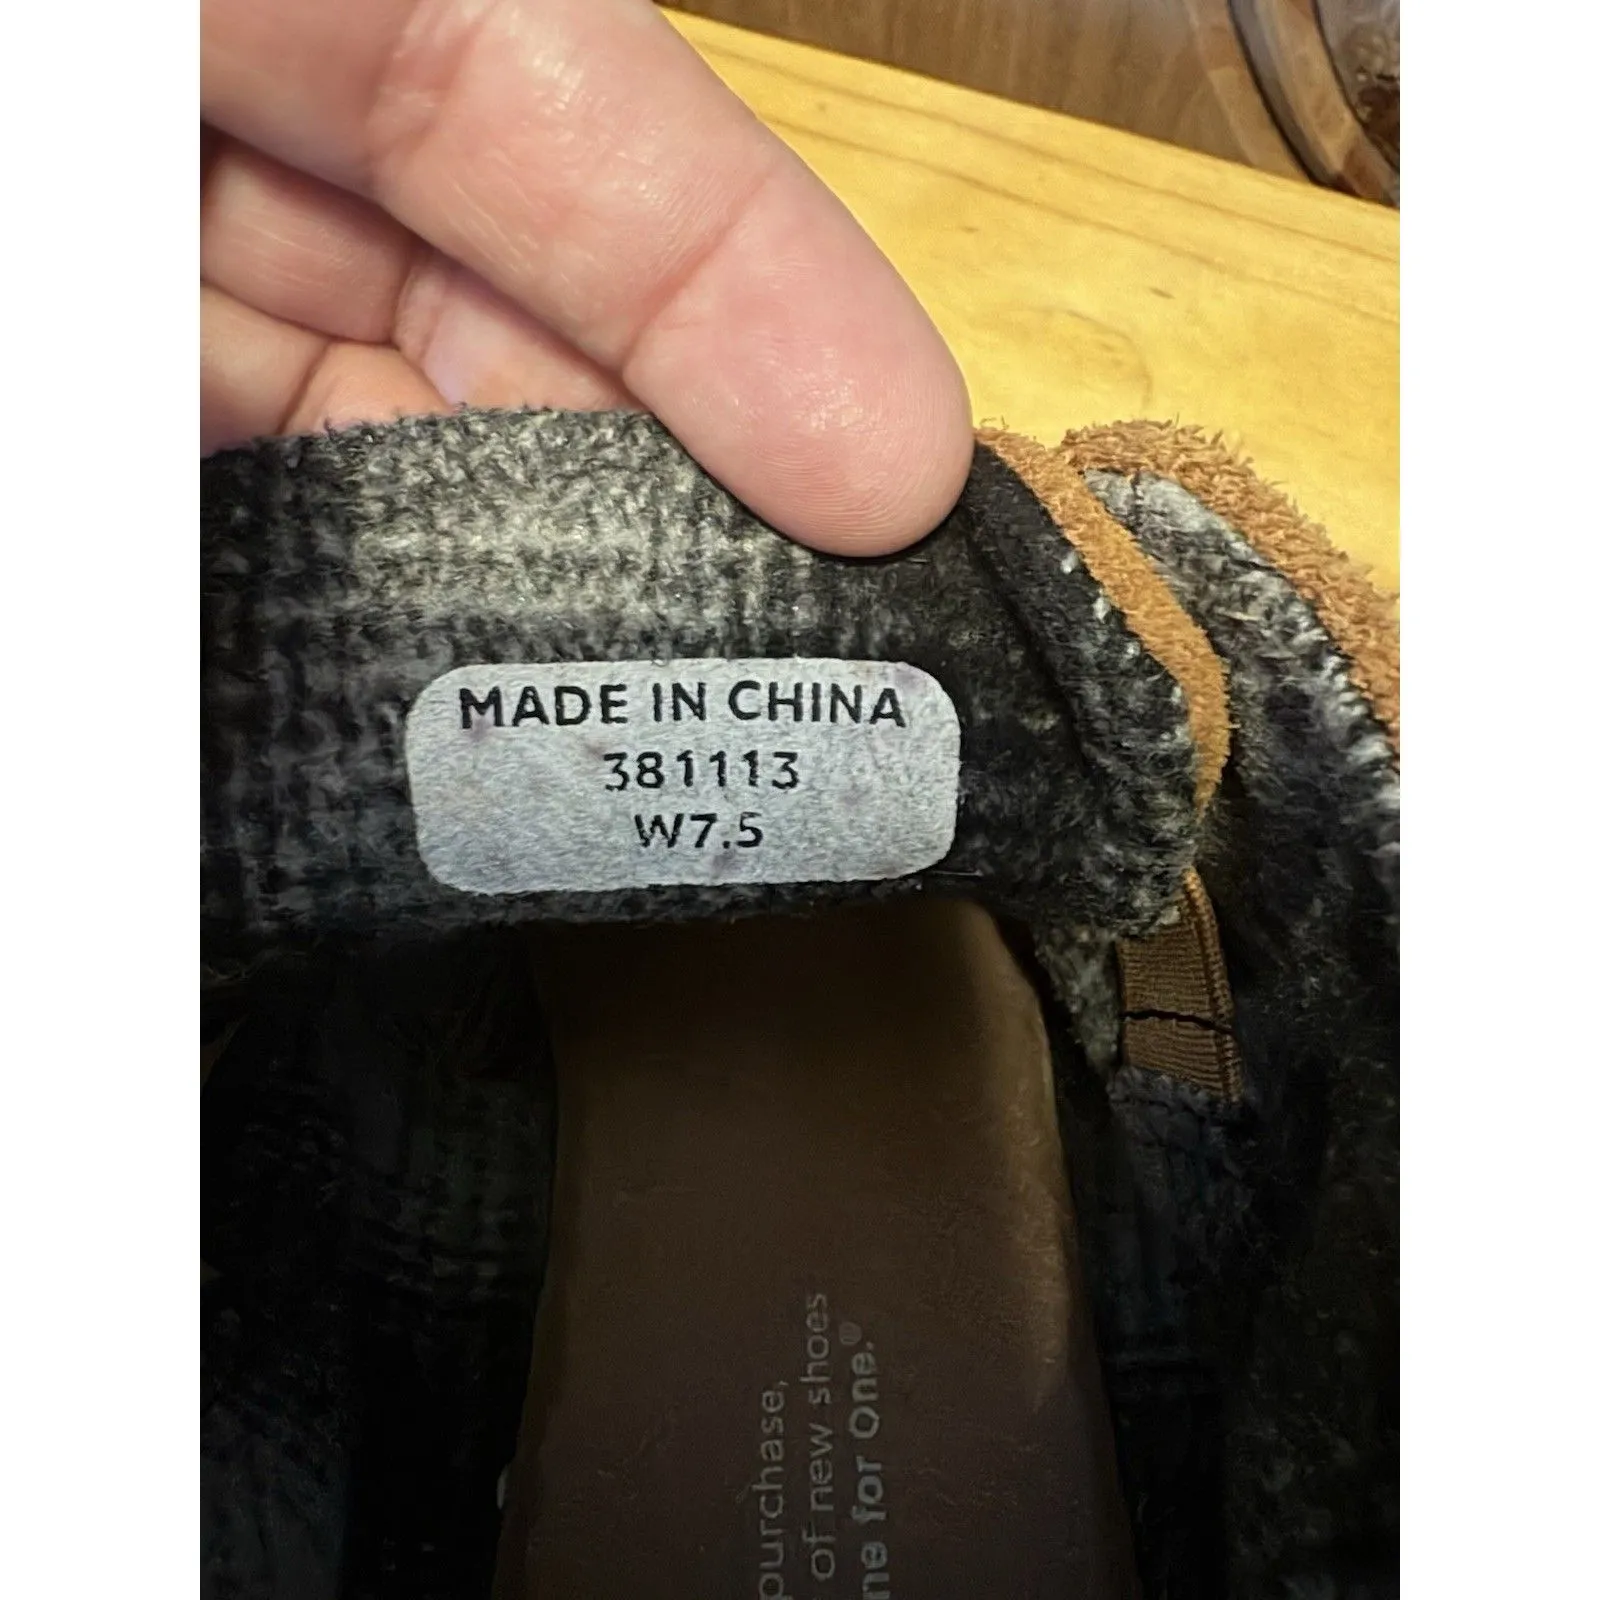 MADE IN CHINA
381113
W7.5
purchase,
of new shoes
ne for One.®